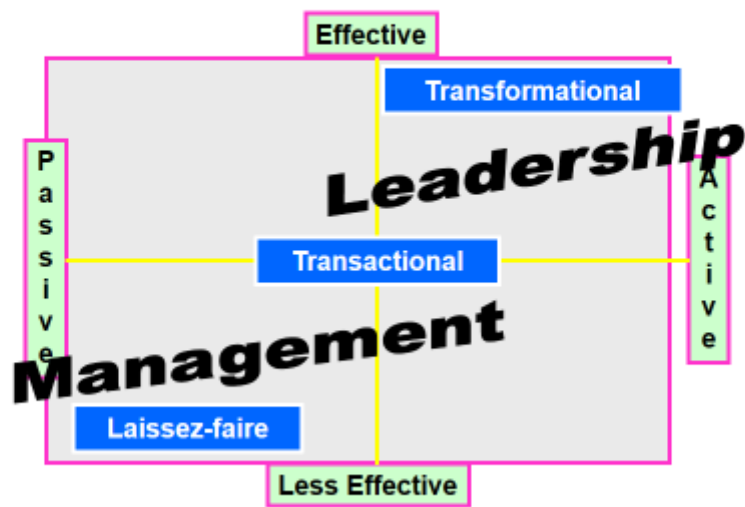 Effective
Transformational
Leadership
Passive
Active
Transactional
Management
Laissez-faire
Less Effective